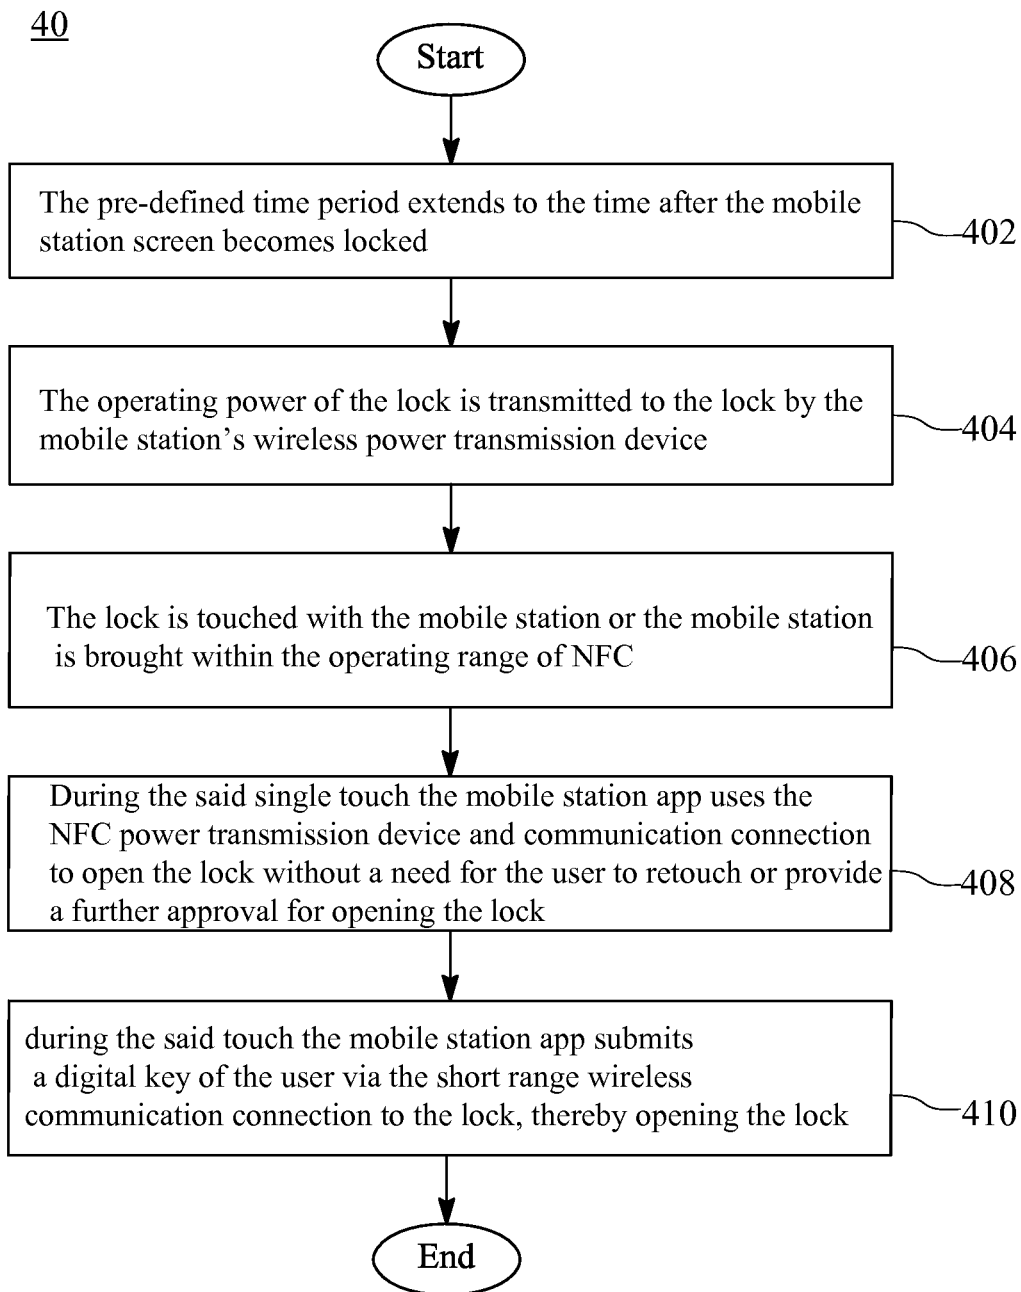 40
Start
The pre-defined time period extends to the time after the mobile
station screen becomes locked
402
The operating power of the lock is transmitted to the lock by the
mobile station’s wireless power transmission device
404
The lock is touched with the mobile station or the mobile station
is brought within the operating range of NFC
406
During the said single touch the mobile station app uses the
NFC power transmission device and communication connection
to open the lock without a need for the user to retouch or provide
a further approval for opening the lock
408
during the said touch the mobile station app submits
a digital key of the user via the short range wireless
communication connection to the lock, thereby opening the lock
410
End